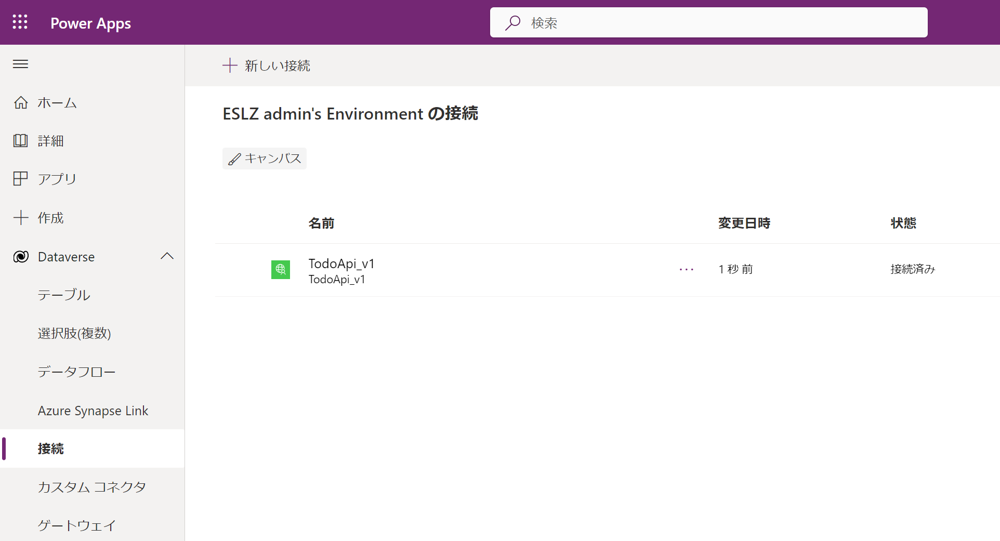 Power Apps
検索
新しい接続
ホーム
詳細
アプリ
作成
Dataverse
テーブル
選択肢(複数)
データフロー
Azure Synapse Link
接続
カスタム コネクタ
ゲートウェイ
ESLZ admin's Environment の接続
キャンバス
名前 変更日時 状態
TodoApi_v1
TodoApi_v1
··· 1 秒 前 接続済み